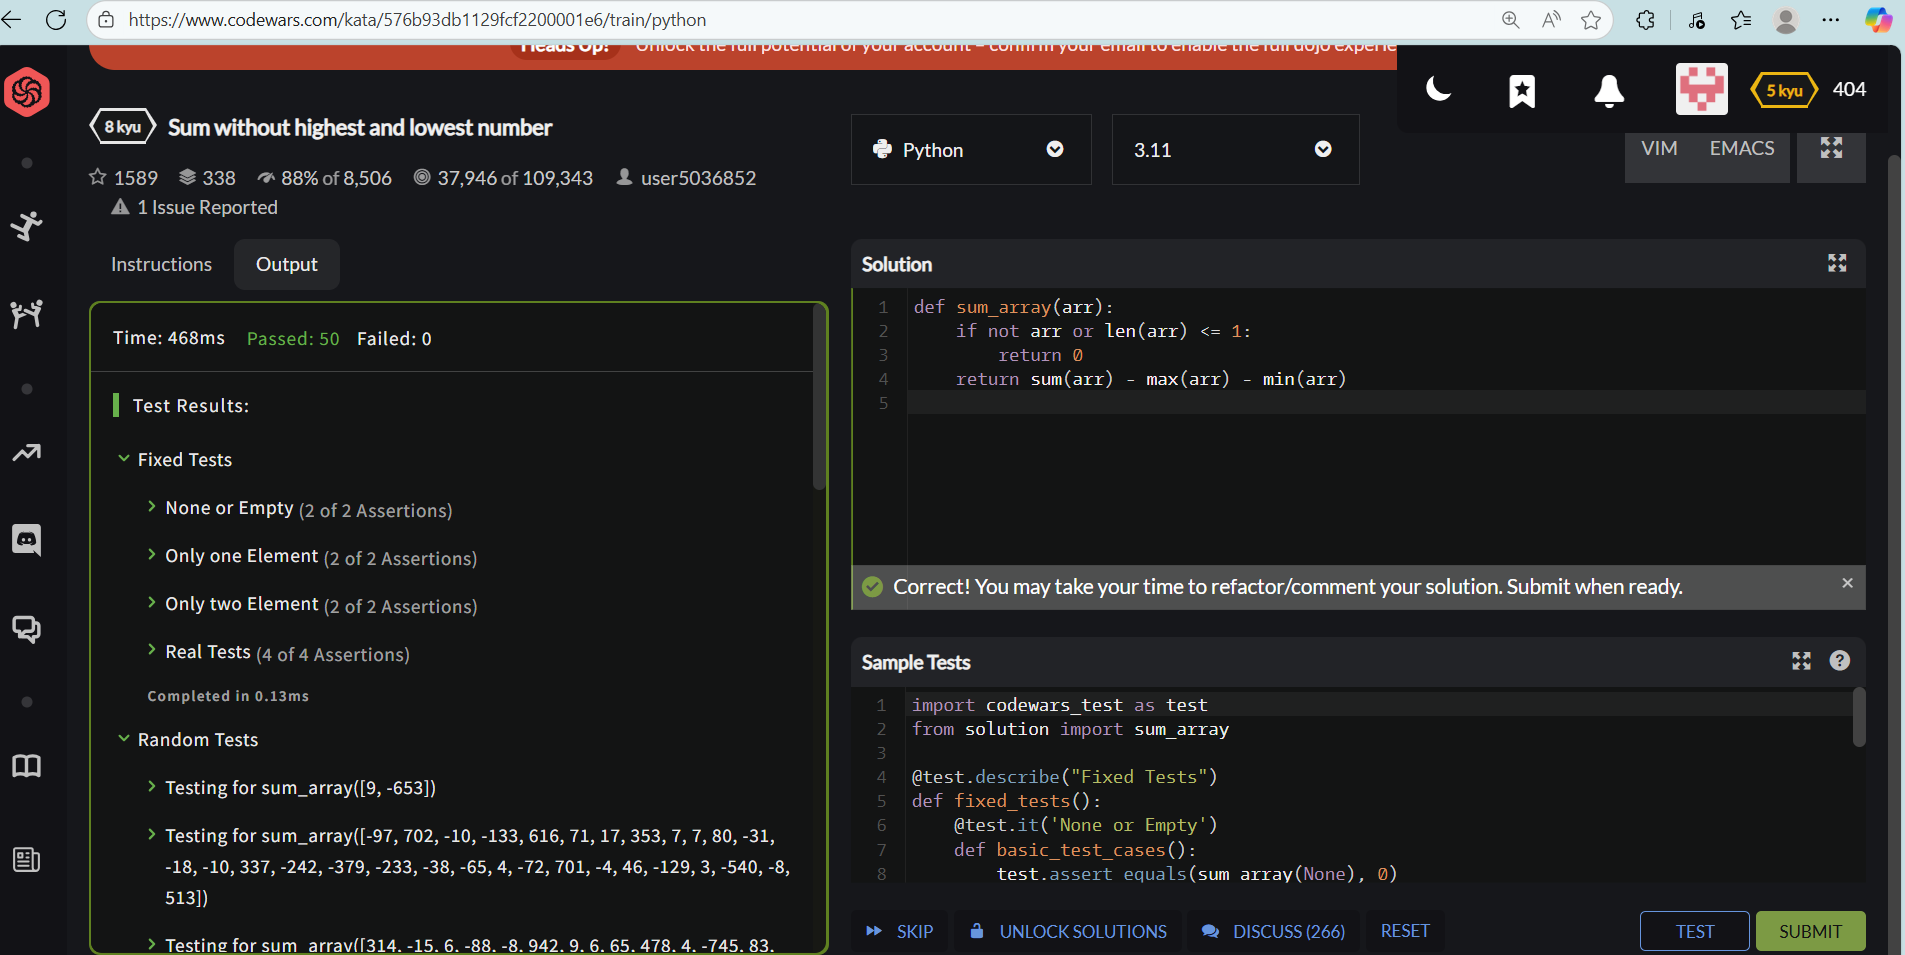 https://www.codewars.com/kata/576b93db1129fcf2200001e6/train/python
Heads Up! Unlock the full potential of your account – confirm your email to enable the full dojo experie
5 kyu 404
8 kyu Sum without highest and lowest number
1589 338 88% of 8,506 37,946 of 109,343 user5036852
1 Issue Reported
Python 3.11 VIM EMACS
Instructions Output
Time: 468ms Passed: 50 Failed: 0
Test Results:
Fixed Tests
None or Empty (2 of 2 Assertions)
Only one Element (2 of 2 Assertions)
Only two Element (2 of 2 Assertions)
Real Tests (4 of 4 Assertions)
Completed in 0.13ms
Random Tests
Testing for sum_array([9, -653])
Testing for sum_array([-97, 702, -10, -133, 616, 71, 17, 353, 7, 7, 80, -31,
-18, -10, 337, -242, -379, -233, -38, -65, 4, -72, 701, -4, 46, -129, 3, -540, -8,
513])
Testing for sum_array([314, -15, 6, -88, -8, 942, 9, 6, 65, 478, 4, -745, 83,
Solution
1 def sum_array(arr):
2 if not arr or len(arr) <= 1:
3 return 0
4 return sum(arr) - max(arr) - min(arr)
5
Correct! You may take your time to refactor/comment your solution. Submit when ready.
Sample Tests
1 import codewars_test as test
2 from solution import sum_array
3
4 @test.describe("Fixed Tests")
5 def fixed_tests():
6 @test.it('None or Empty')
7 def basic_test_cases():
8 test.assert_equals(sum_array(None), 0)
SKIP UNLOCK SOLUTIONS DISCUSS (266) RESET TEST SUBMIT